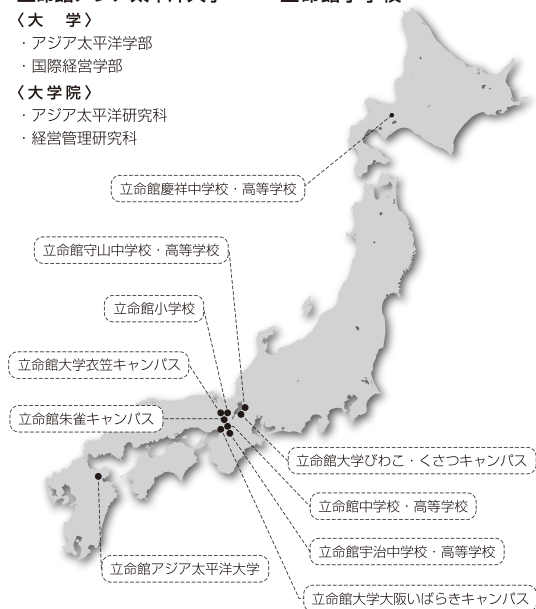 〈大　学〉
・アジア太平洋学部
・国際経営学部
〈大学院〉
・アジア太平洋研究科
・経営管理研究科
立命館慶祥中学校・高等学校
立命館守山中学校・高等学校
立命館小学校
立命館大学衣笠キャンパス
立命館朱雀キャンパス
立命館大学びわこ・くさつキャンパス
立命館中学校・高等学校
立命館宇治中学校・高等学校
立命館アジア太平洋大学
立命館大学大阪いばらきキャンパス